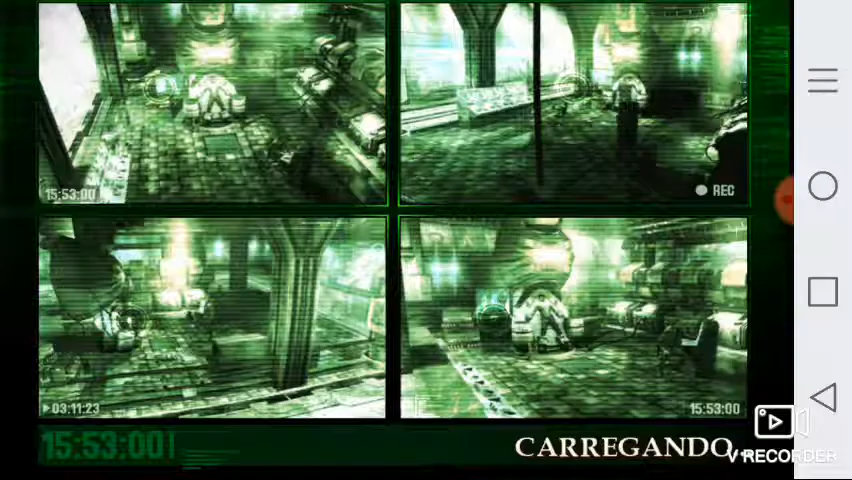 15:53:00
REC
03:11:23
15:53:00
15:53:00!
CARREGANDO...
V RECORDER